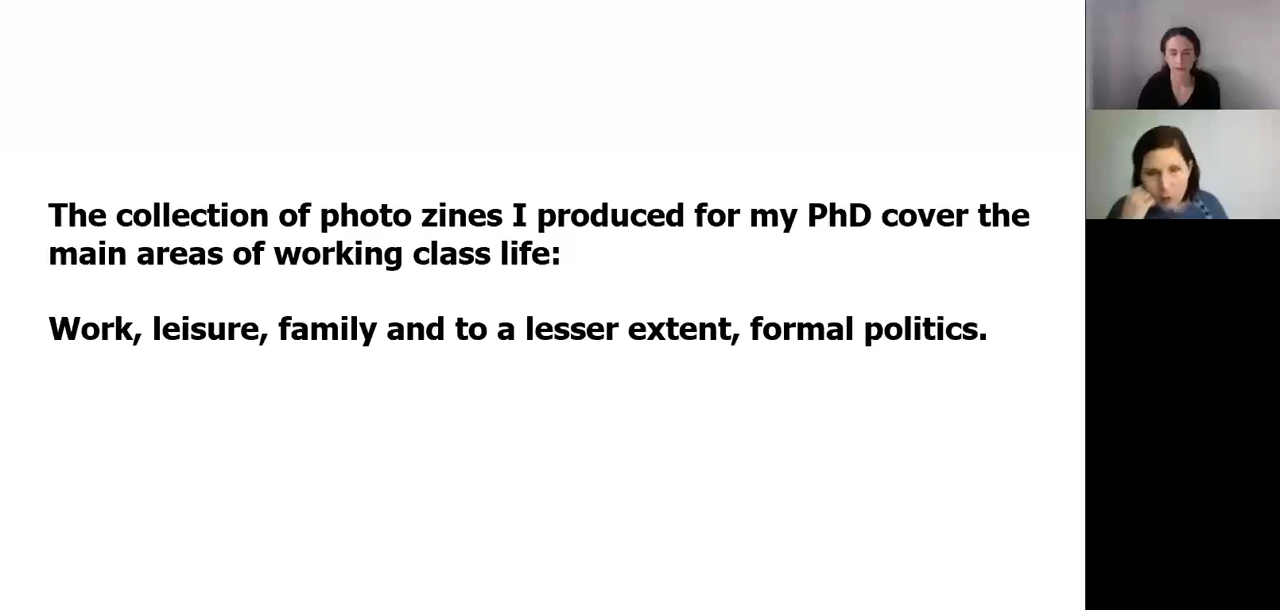 The collection of photo zines I produced for my PhD cover the
main areas of working class life:
Work, leisure, family and to a lesser extent, formal politics.